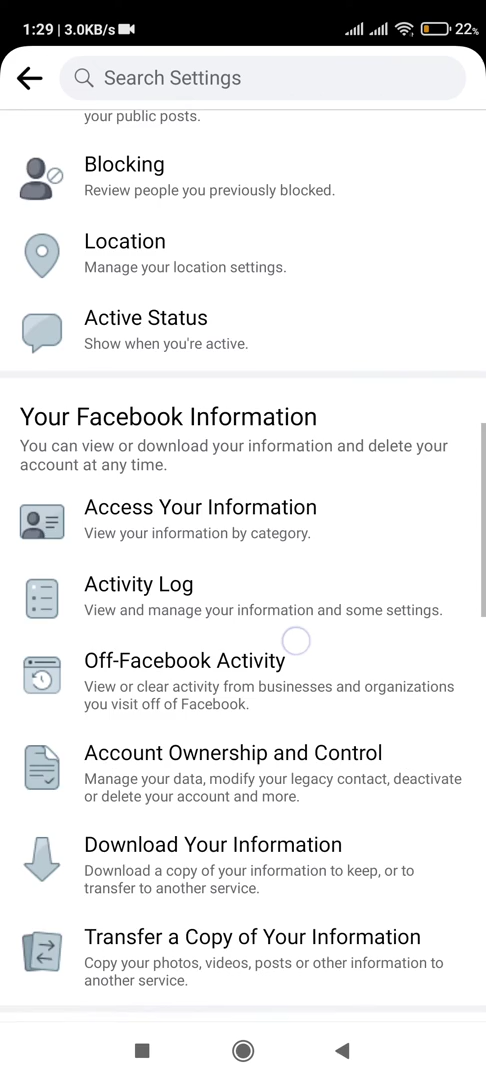 1:29 | 3.0KB/s 22%
Search Settings
your public posts.
Blocking
Review people you previously blocked.
Location
Manage your location settings.
Active Status
Show when you're active.
Your Facebook Information
You can view or download your information and delete your
account at any time.
Access Your Information
View your information by category.
Activity Log
View and manage your information and some settings.
Off-Facebook Activity
View or clear activity from businesses and organizations
you visit off of Facebook.
Account Ownership and Control
Manage your data, modify your legacy contact, deactivate
or delete your account and more.
Download Your Information
Download a copy of your information to keep, or to
transfer to another service.
Transfer a Copy of Your Information
Copy your photos, videos, posts or other information to
another service.